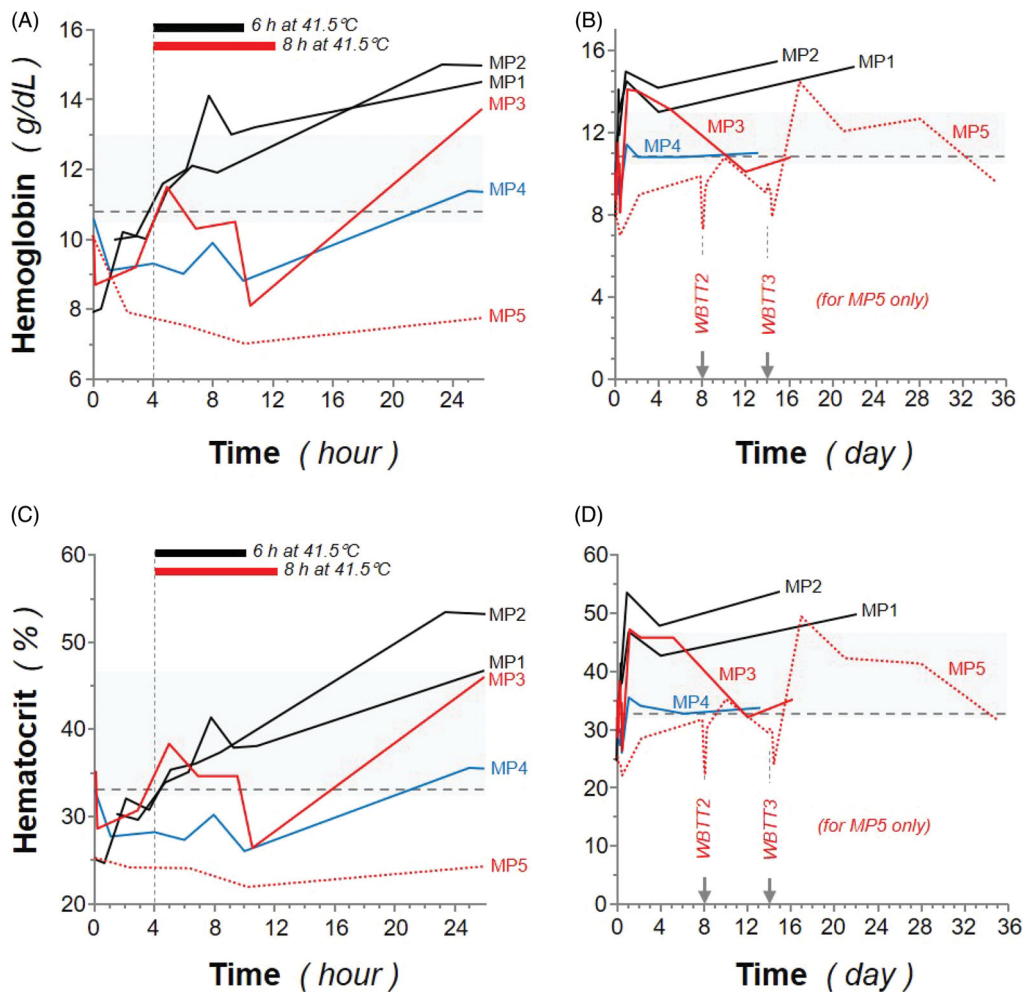 (A)
6 h at 41.5°C
8 h at 41.5°C
Hemoglobin ( g/dL )
16
14
12
10
8
6
MP2
MP1
MP3
MP4
MP5
0 4 8 12 16 20 24
Time ( hour )
(B)
16
12
8
4
0
MP2
MP1
MP3
MP4
MP5
WBTT2
WBTT3
(for MP5 only)
0 4 8 12 16 20 24 28 32 36
Time ( day )
(C)
6 h at 41.5°C
8 h at 41.5°C
Hematocrit ( % )
60
50
40
30
20
MP2
MP1
MP3
MP4
MP5
0 4 8 12 16 20 24
Time ( hour )
(D)
60
50
40
30
20
10
0
MP2
MP1
MP3
MP4
MP5
WBTT2
WBTT3
(for MP5 only)
0 4 8 12 16 20 24 28 32 36
Time ( day )